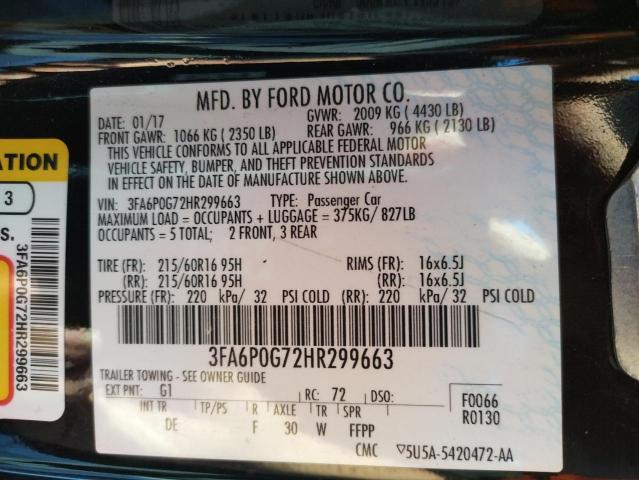 MFD. BY FORD MOTOR CO.
DATE: 01/17 GVWR: 2009 KG ( 4430 LB)
FRONT GAWR: 1066 KG ( 2350 LB) REAR GAWR: 966 KG ( 2130 LB)
THIS VEHICLE CONFORMS TO ALL APPLICABLE FEDERAL MOTOR
VEHICLE SAFETY, BUMPER, AND THEFT PREVENTION STANDARDS
IN EFFECT ON THE DATE OF MANUFACTURE SHOWN ABOVE.
VIN: 3FA6P0G72HR299663 TYPE: Passenger Car
MAXIMUM LOAD = OCCUPANTS + LUGGAGE = 375KG/ 827LB
OCCUPANTS = 5 TOTAL; 2 FRONT, 3 REAR
TIRE (FR): 215/60R16 95H RIMS (FR): 16x6.5J
(RR): 215/60R16 95H (RR): 16x6.5J
PRESSURE (FR): 220 kPa/ 32 PSI COLD (RR): 220 kPa/ 32 PSI COLD
3FA6P0G72HR299663
TRAILER TOWING - SEE OWNER GUIDE
EXT PNT: G1 RC: 72 DSO: F0066
R0130
INT TR TP/PS R AXLE TR SPR
DE F 30 W FFPP
CMC ▽5U5A-5420472-AA
ATION
3
S.
3FA6P0G72HR299663